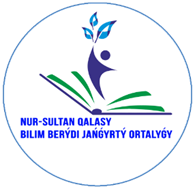 NUR-SULTAN QALASY
BILIM BERÝDI JAŃǴYRTÝ ORTALYǴY